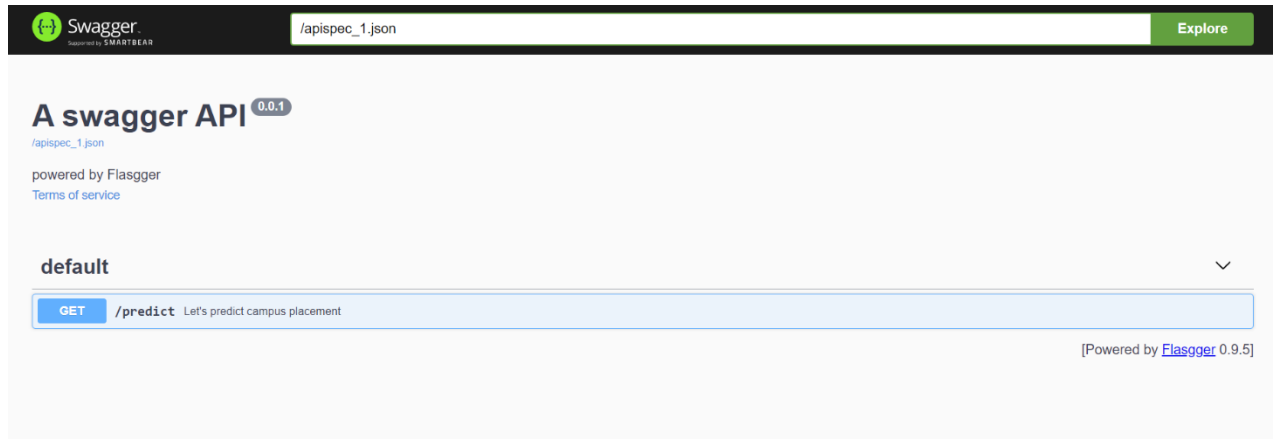 {··} Swagger.
Supported by SMARTBEAR
/apispec_1.json
Explore
A swagger API 0.0.1
/apispec_1.json
powered by Flasgger
Terms of service
default
GET /predict Let's predict campus placement
[Powered by Flasgger 0.9.5]